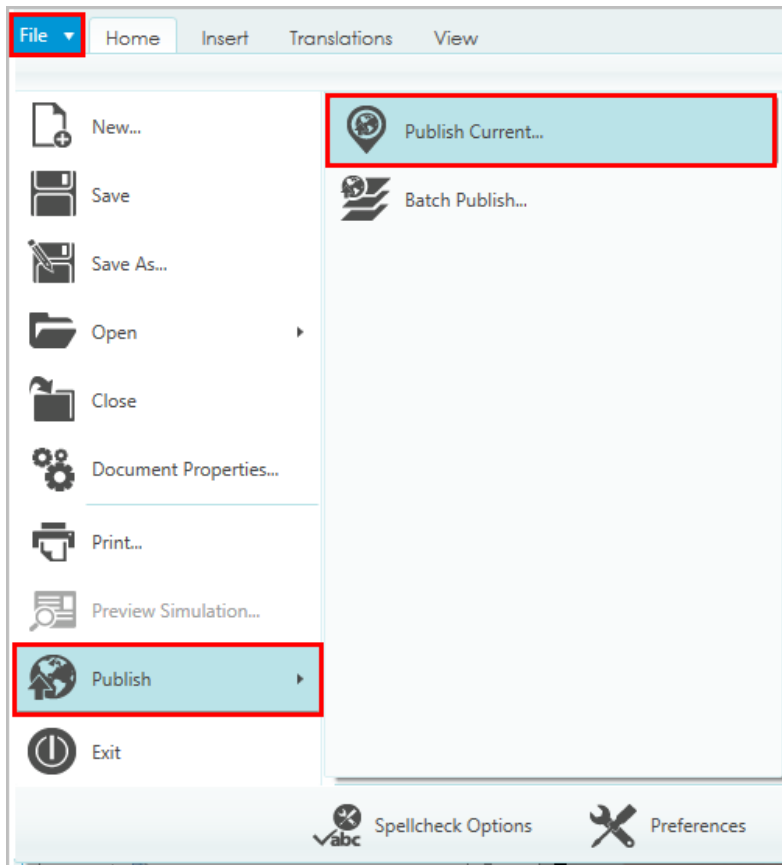 File Home Insert Translations View
New...
Save
Save As...
Open
Close
Document Properties...
Print...
Preview Simulation...
Publish
Exit
Publish Current...
Batch Publish...
abc Spellcheck Options Preferences